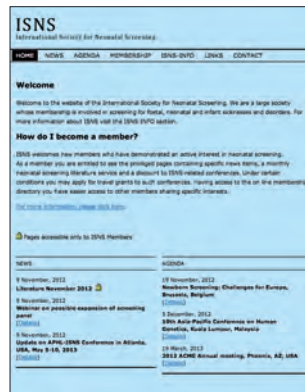 ISNS
International Society for Neonatal Screening
HOME NEWS AGENDA MEMBERSHIP ISNS-INFO LINKS CONTACT
Welcome
Welcome to the website of the International Society for Neonatal Screening. We are a large society
whose membership is involved in screening for foetal, neonatal and infant sicknesses and disorders. For
more information about ISNS visit the ISNS-INFO section.
How do I become a member?
ISNS welcomes new members who have demonstrated an active interest in neonatal screening.
As a member you are entitled to see the privileged pages containing specific news items, a monthly
neonatal screening literature service and a discount to ISNS-related conferences. Under certain
conditions you may apply for travel grants to such conferences. Having access to the on line membership
directory you have easier access to other members sharing specific interests.
For more information please click here.
Pages accessible only to ISNS Members
NEWS
9 November, 2012
Literature November 2012
9 November, 2012
Webinar on possible expansion of screening
panel
[Details]
9 November, 2012
Update on APHL-ISNS Conference in Atlanta,
USA, May 5-10, 2013
[Details]
AGENDA
19 November, 2012
Newborn Screening; Challenges for Europe,
Brussels, Belgium
[Details]
5 December, 2012
10th Asia-Pacific Conference on Human
Genetics, Kuala Lumpur, Malaysia
[Details]
19 March, 2013
2013 ACMG Annual meeting, Phoenix, AZ, USA
[Details]